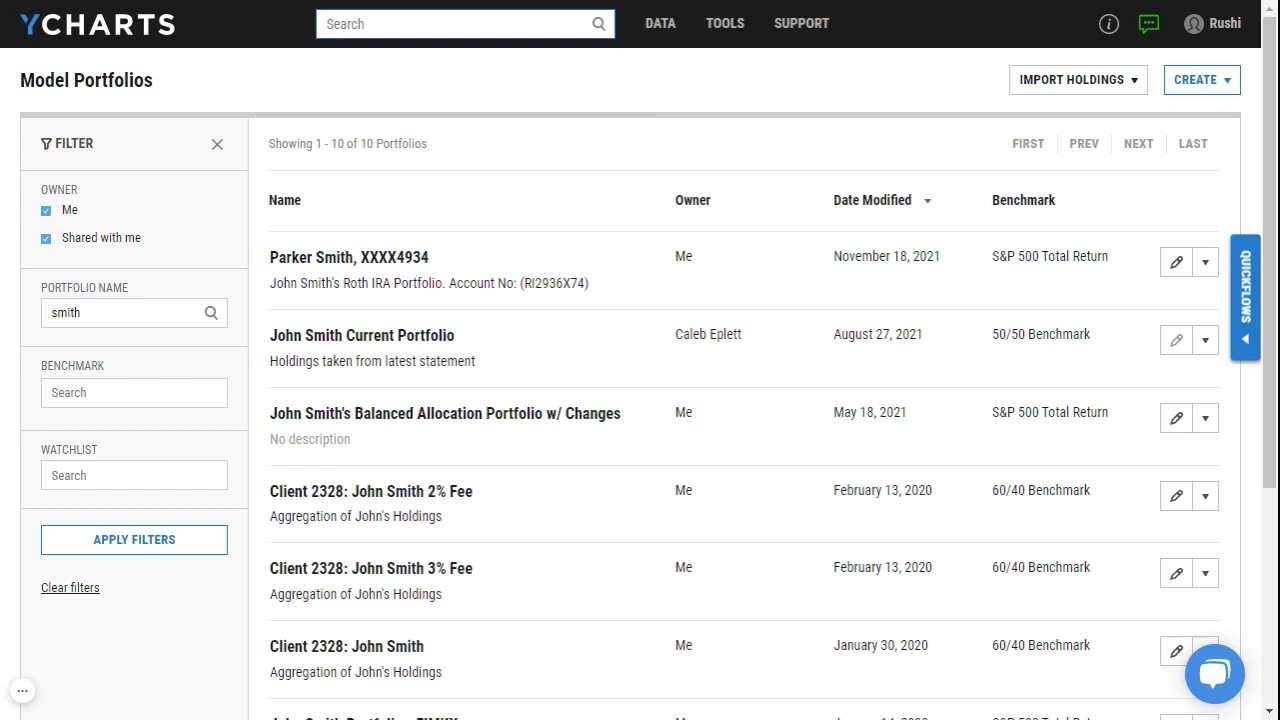 YCHARTS
Search
DATA
TOOLS
SUPPORT
Rushi
Model Portfolios
IMPORT HOLDINGS
CREATE
FILTER
OWNER
Me
Shared with me
PORTFOLIO NAME
smith
BENCHMARK
Search
WATCHLIST
Search
APPLY FILTERS
Clear filters
Showing 1 - 10 of 10 Portfolios
FIRST PREV NEXT LAST
Name Owner Date Modified Benchmark
Parker Smith, XXXX4934 Me November 18, 2021 S&P 500 Total Return
John Smith's Roth IRA Portfolio. Account No: (RI2936X74)
John Smith Current Portfolio Caleb Eplett August 27, 2021 50/50 Benchmark
Holdings taken from latest statement
John Smith's Balanced Allocation Portfolio w/ Changes Me May 18, 2021 S&P 500 Total Return
No description
Client 2328: John Smith 2% Fee Me February 13, 2020 60/40 Benchmark
Aggregation of John's Holdings
Client 2328: John Smith 3% Fee Me February 13, 2020 60/40 Benchmark
Aggregation of John's Holdings
Client 2328: John Smith Me January 30, 2020 60/40 Benchmark
Aggregation of John's Holdings
QUICKFLOWS